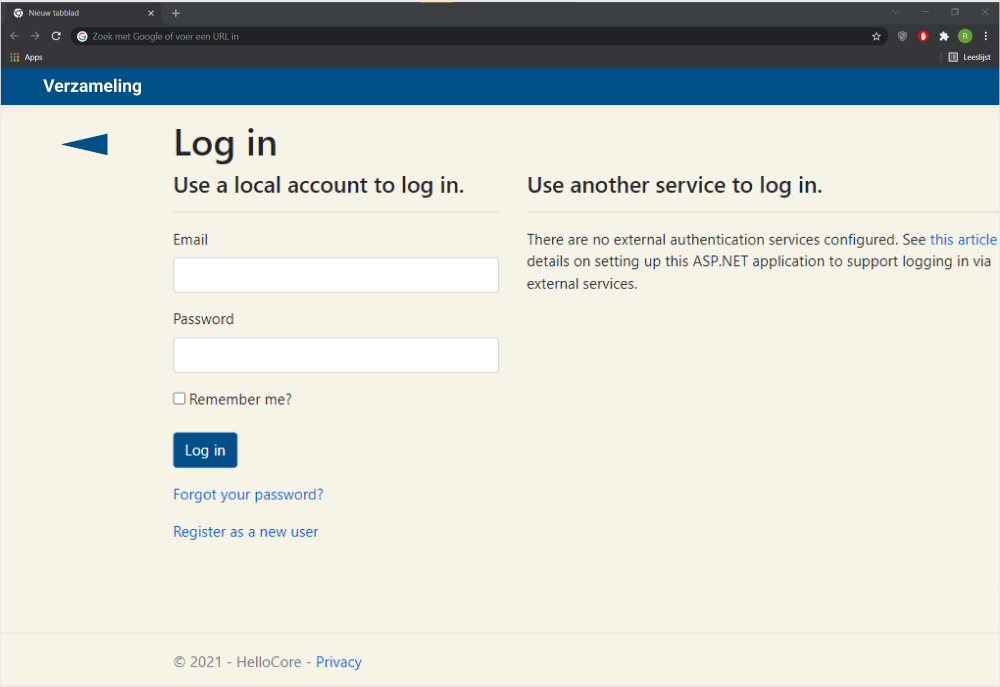 Nieuw tabblad
Zoek met Google of voer een URL in
R
Apps
Leeslijst
Verzameling
Log in
Use a local account to log in.
Email
Password
Remember me?
Log in
Forgot your password?
Register as a new user
Use another service to log in.
There are no external authentication services configured. See this article
details on setting up this ASP.NET application to support logging in via
external services.
© 2021 - HelloCore - Privacy